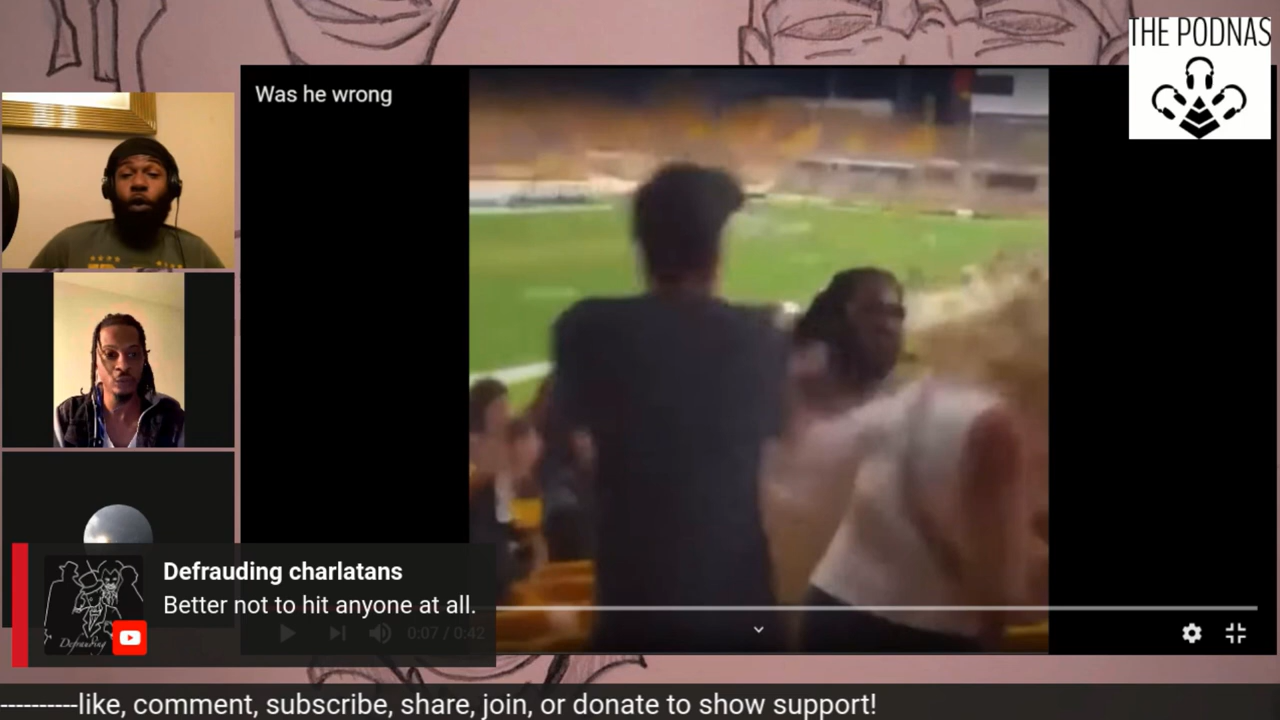 THE PODNAS
Was he wrong
Defrauding charlatans
Better not to hit anyone at all.
Defrauding
0:07 / 0:42
----------like, comment, subscribe, share, join, or donate to show support!